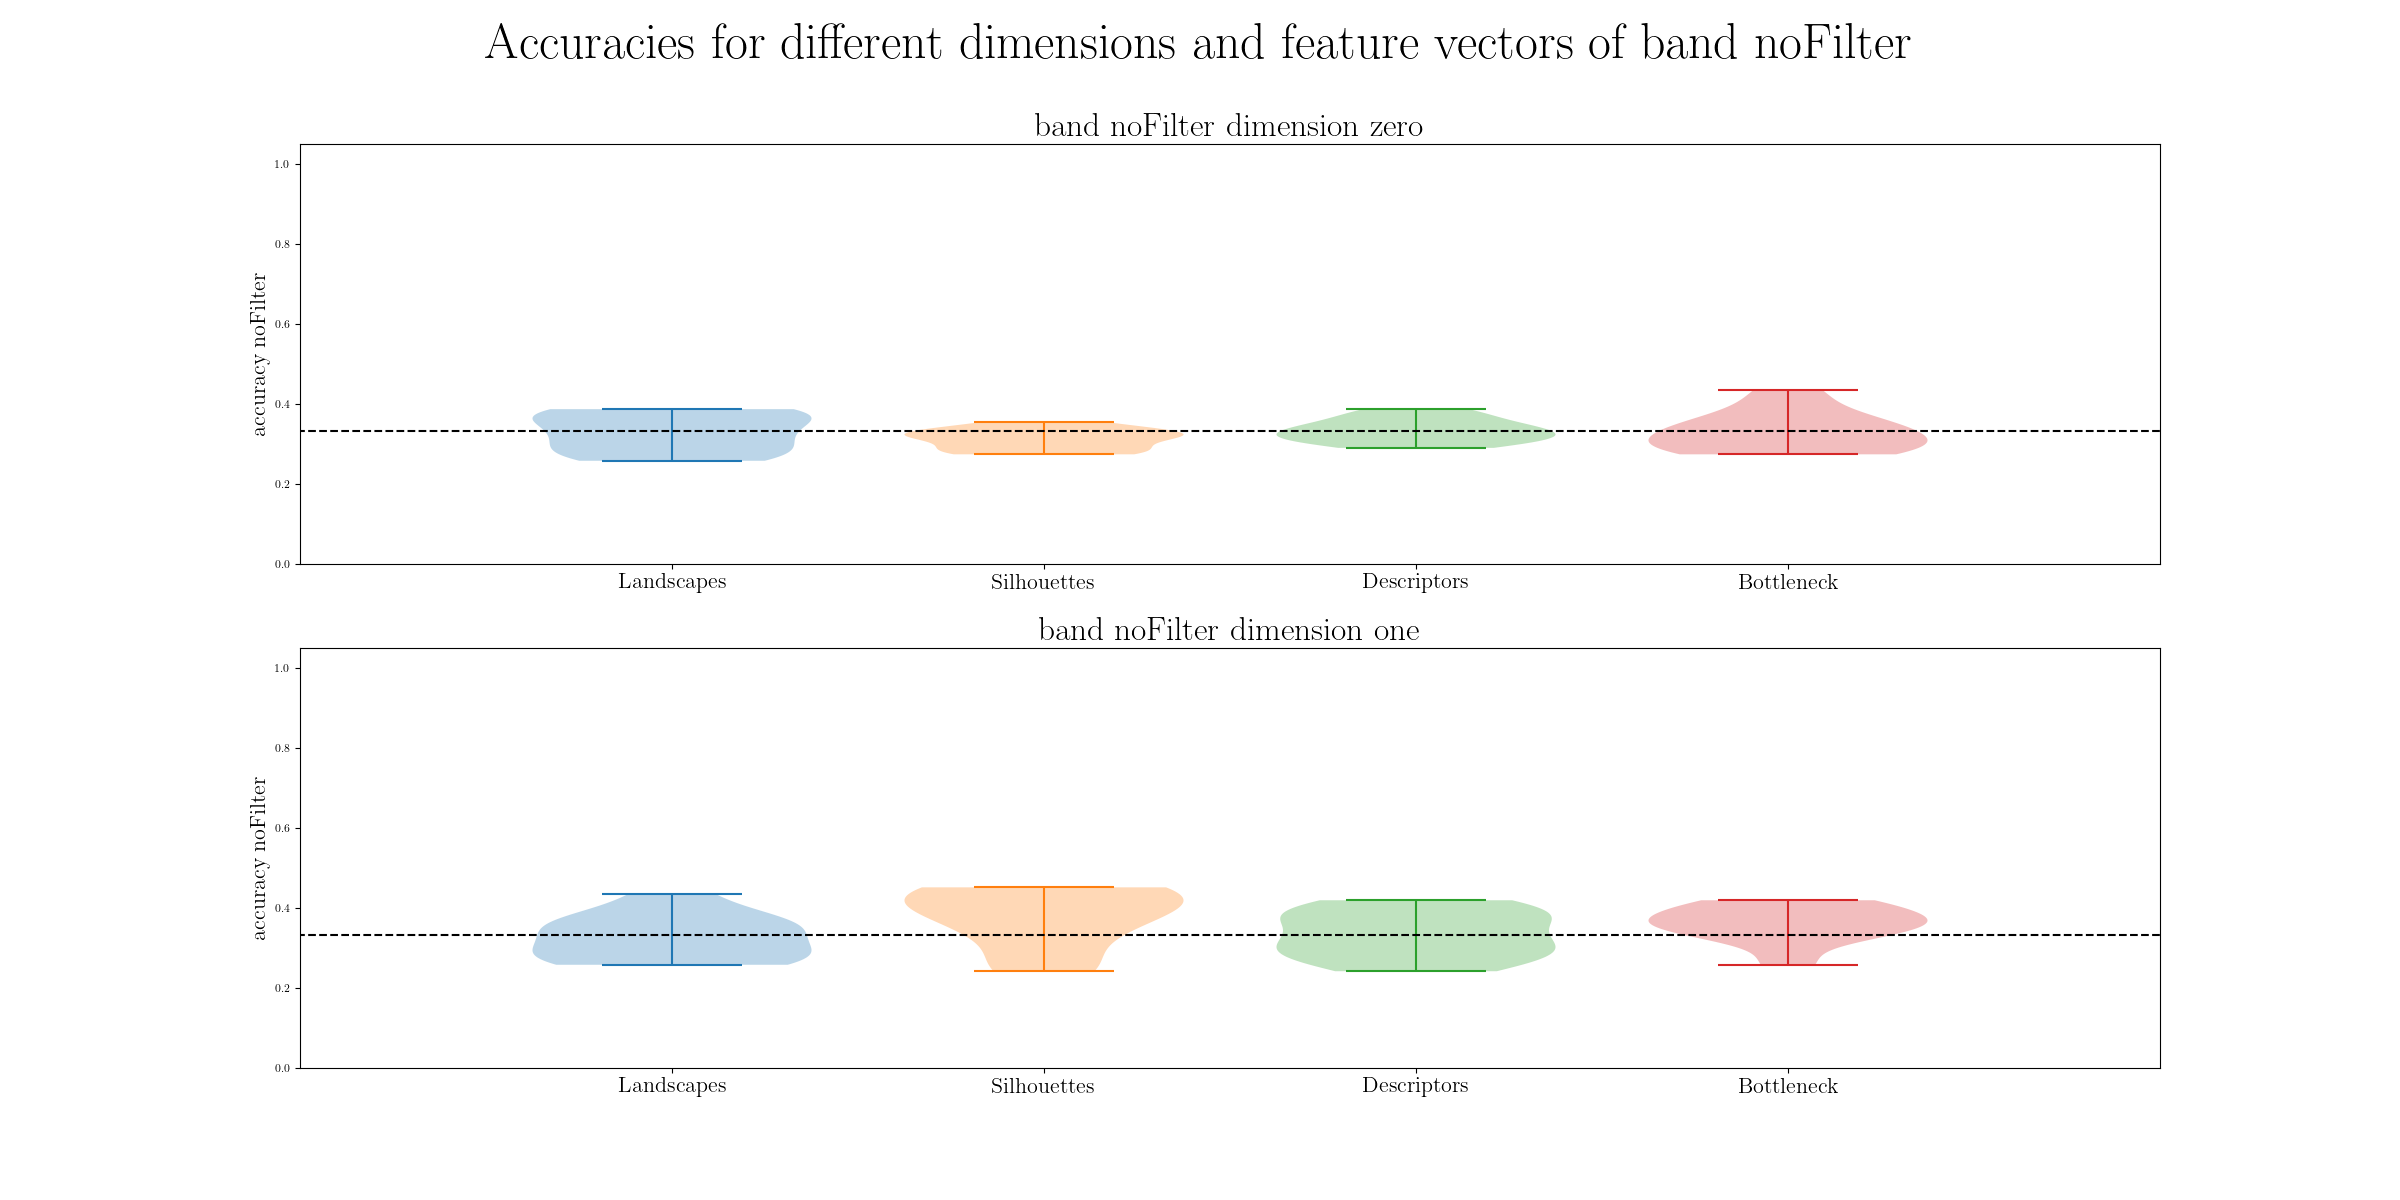 Accuracies for different dimensions and feature vectors of band noFilter
band noFilter dimension zero
accuracy noFilter
1.0
0.8
0.6
0.4
0.2
0.0
Landscapes Silhouettes Descriptors Bottleneck
band noFilter dimension one
accuracy noFilter
1.0
0.8
0.6
0.4
0.2
0.0
Landscapes Silhouettes Descriptors Bottleneck